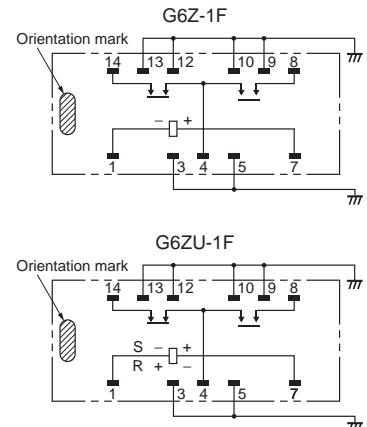 G6Z-1F
Orientation mark
14 13 12 10 9 8
− +
1 3 4 5 7
G6ZU-1F
Orientation mark
14 13 12 10 9 8
S − +
R + −
1 3 4 5 7